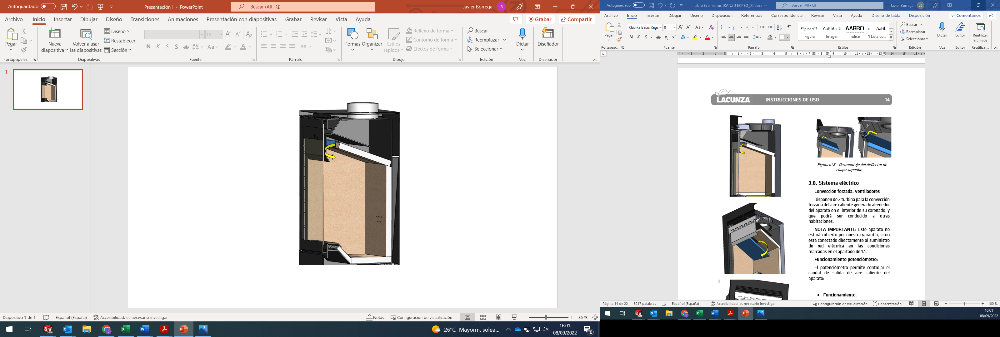 Autoguardado
Presentación1 - PowerPoint
Buscar (Alt+Q)
Javier Borrega
JB
Archivo Inicio Insertar Dibujar Diseño Transiciones Animaciones Presentación con diapositivas Grabar Revisar Vista Ayuda
Grabar
Compartir
Pegar
Portapapeles
Nueva diapositiva
Volver a usar las diapositivas
Diseño
Restablecer
Sección
Diapositivas
18
N K S S ab AV Aa A
Fuente
Párrafo
Formas
Organizar
Estilos rápidos
Relleno de forma
Contorno de forma
Efectos de forma
Dibujo
Buscar
Reemplazar
Seleccionar
Edición
Dictar
Voz
Diseñador
Diseñador
1
Diapositiva 1 de 1
Español (España)
Accesibilidad: es necesario investigar
Notas
Configuración de visualización
86 %
26°C Mayorm. solea...
16:01
08/09/2022
10
Autoguardado
Libro Eco Instruc IRANZU ESP ED_00.docx
Buscar (Alt+Q)
Javier Borrega
JB
Archivo Inicio Insertar Dibujar Diseño Disposición Referencias Correspondencia Revisar Vista Ayuda Diseño de tabla Disposición
Comentarios
Pegar
Portapap...
Klavika Basic Regu
8
N K S ab x₂ x² A A
Fuente
Párrafo
Figura nº1 -
Figura
AaBbCcDc
Imagen
AABBC(
Indice
AaBb
¶ Lista co...
Estilos
Buscar
Reemplazar
Seleccionar
Edición
Dictar
Voz
Editor
Editor
Reutilizar archivos
Reutilizar...
LACUNZA
INSTRUCCIONES DE USO
14
Figura nº8 - Desmontaje del deflector de
chapa superior.
3.8. Sistema eléctrico
Convección forzada. Ventiladores
Disponen de 2 turbina para la convección
forzada del aire caliente generado alrededor
del aparato en el interior de su carenado, y
que podrá ser conducido a otras
habitaciones.
NOTA IMPORTANTE: Este aparato no
estará cubierto por nuestra garantía, si no
está conectado directamente al suministro
de red eléctrica en las condiciones
marcadas en el apartado de 1.1.
Funcionamiento potenciómetro:
El potenciómetro permite controlar el
caudal de salida de aire caliente del
aparato:
• Funcionamiento:
Página 14 de 22
5217 palabras
Español (España)
Accesibilidad: es necesario investigar
Configuración de visualización
Concentración
100 %
16:01
08/09/2022